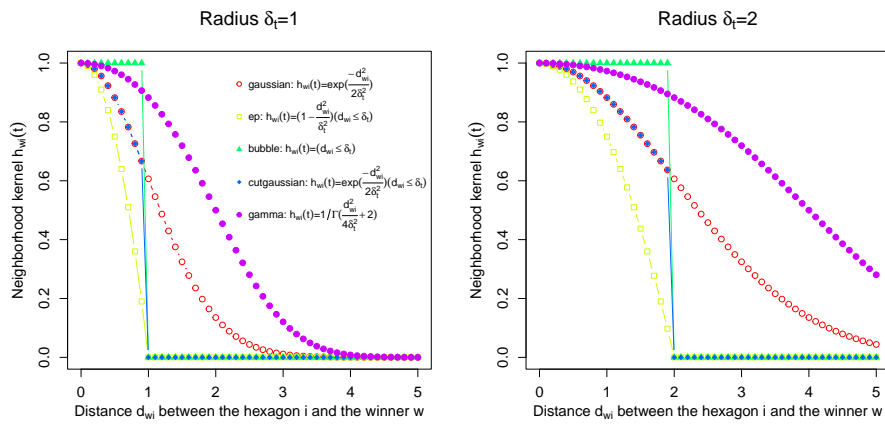 Radius δt=1
Neighborhood kernel hwi(t)
1.0
0.8
0.6
0.4
0.2
0.0
gaussian: hwi(t)=exp(−d²wi/2δ²t)
ep: hwi(t)=(1−d²wi/δ²t)(dwi≤δt)
bubble: hwi(t)=(dwi≤δt)
cutgaussian: hwi(t)=exp(−d²wi/2δ²t)(dwi≤δt)
gamma: hwi(t)=1/Γ(d²wi/4δ²t+2)
0 1 2 3 4 5
Distance dwi between the hexagon i and the winner w
Radius δt=2
Neighborhood kernel hwi(t)
1.0
0.8
0.6
0.4
0.2
0.0
0 1 2 3 4 5
Distance dwi between the hexagon i and the winner w